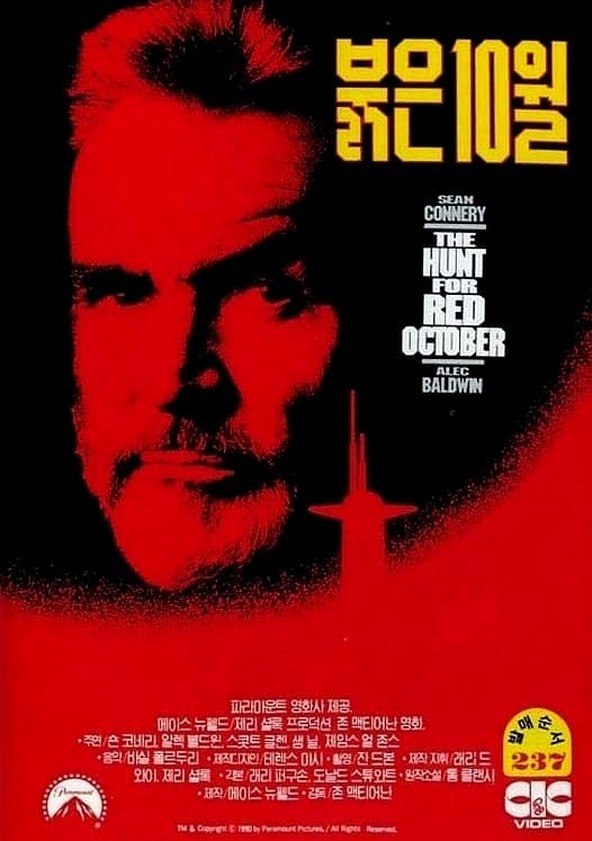 붉은 10월
SEAN
CONNERY
THE
HUNT
FOR
RED
OCTOBER
ALEC
BALDWIN
파라마운트 영화사 제공.
메이스 뉴펠드/제리 셜록 프로덕션 존 맥티어난 영화.
•주연/숀 코네리, 알렉 볼드윈, 스콧트 글렌, 샘 닐, 제임스 얼 존스
•음악/바실 폴르두리 •제작디자인/테렌스 마시 •촬영/진 드본 •제작 지휘/래리 드
와이, 제리 셜록 •각본/래리 퍼구손, 도날드 스튜와트 •원작소설/톰 클랜시
•제작/메이스 뉴펠드 •감독/존 맥티어난
판매순서
237
CIC
VIDEO
Paramount
TM & Copyright © 1990 by Paramount Pictures. / All Rights Reserved.